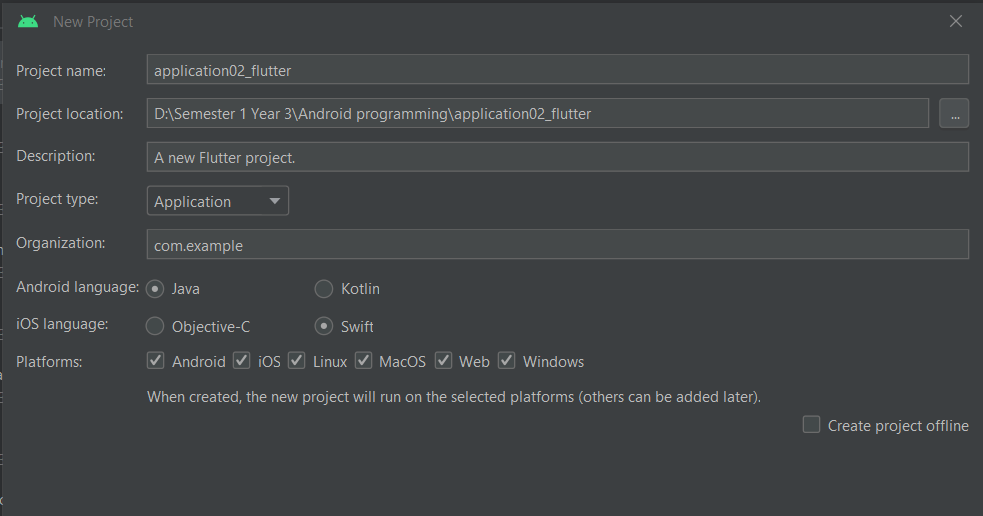 New Project
Project name: application02_flutter
Project location: D:\Semester 1 Year 3\Android programming\application02_flutter ...
Description: A new Flutter project.
Project type: Application
Organization: com.example
Android language: Java Kotlin
iOS language: Objective-C Swift
Platforms: Android iOS Linux MacOS Web Windows
When created, the new project will run on the selected platforms (others can be added later).
Create project offline